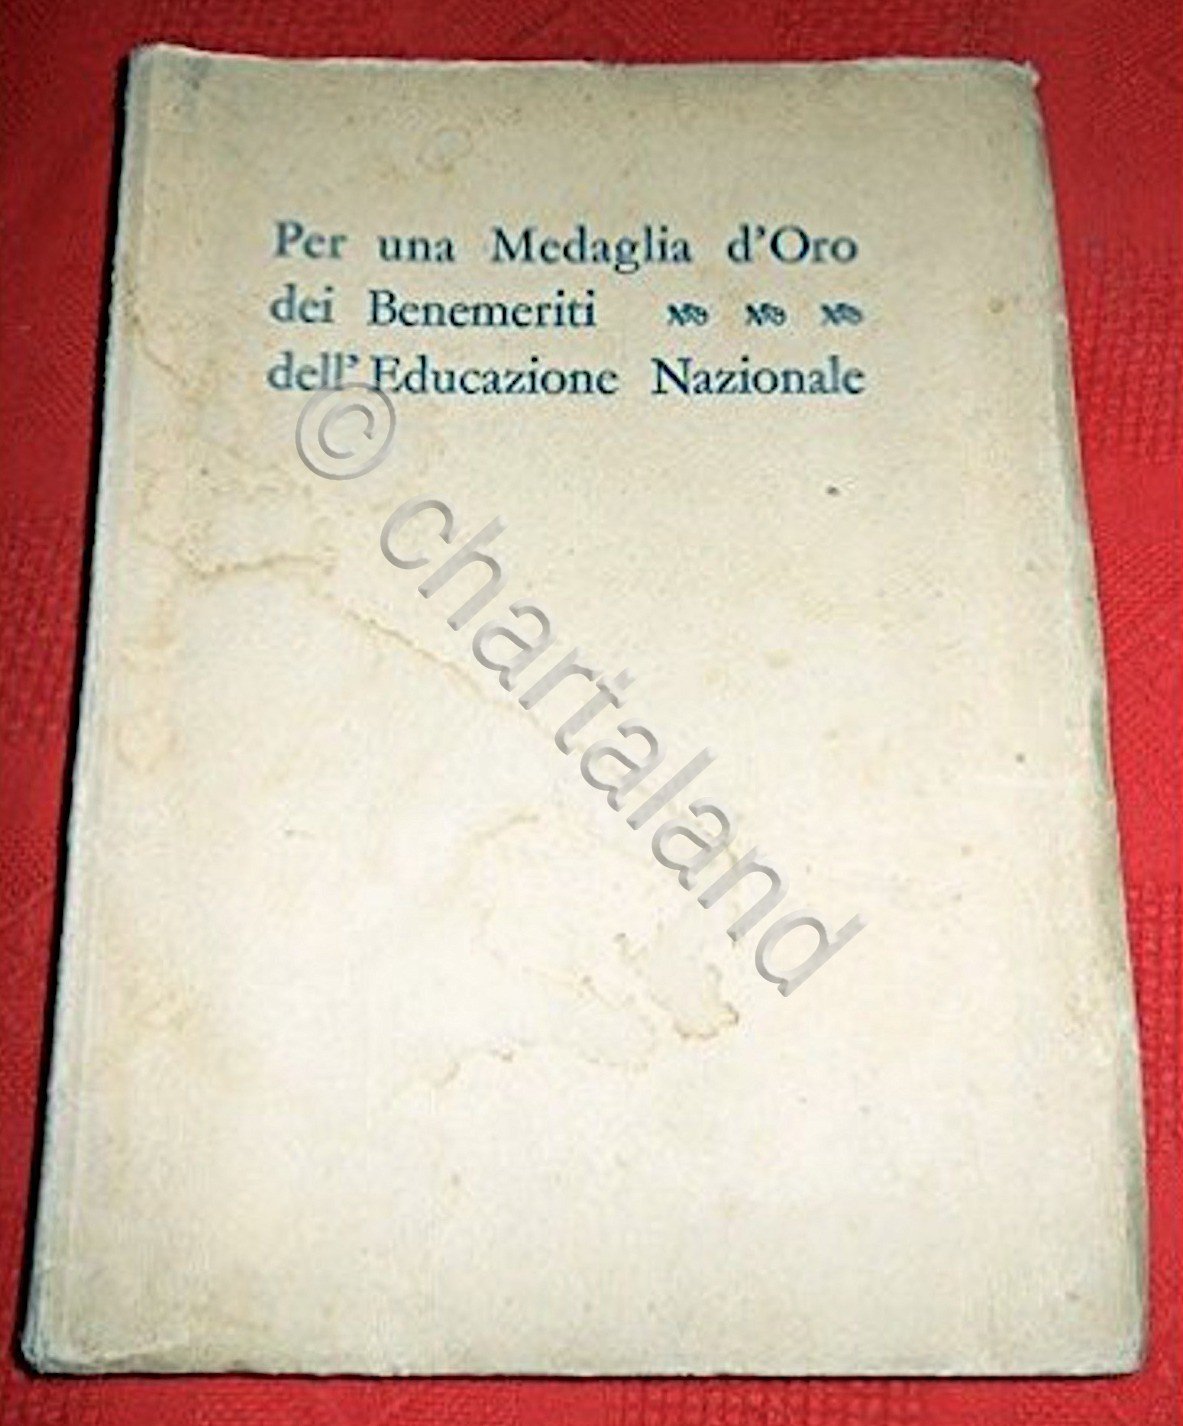 Per una Medaglia d'Oro
dei Benemeriti
dell'Educazione Nazionale
© chartaland